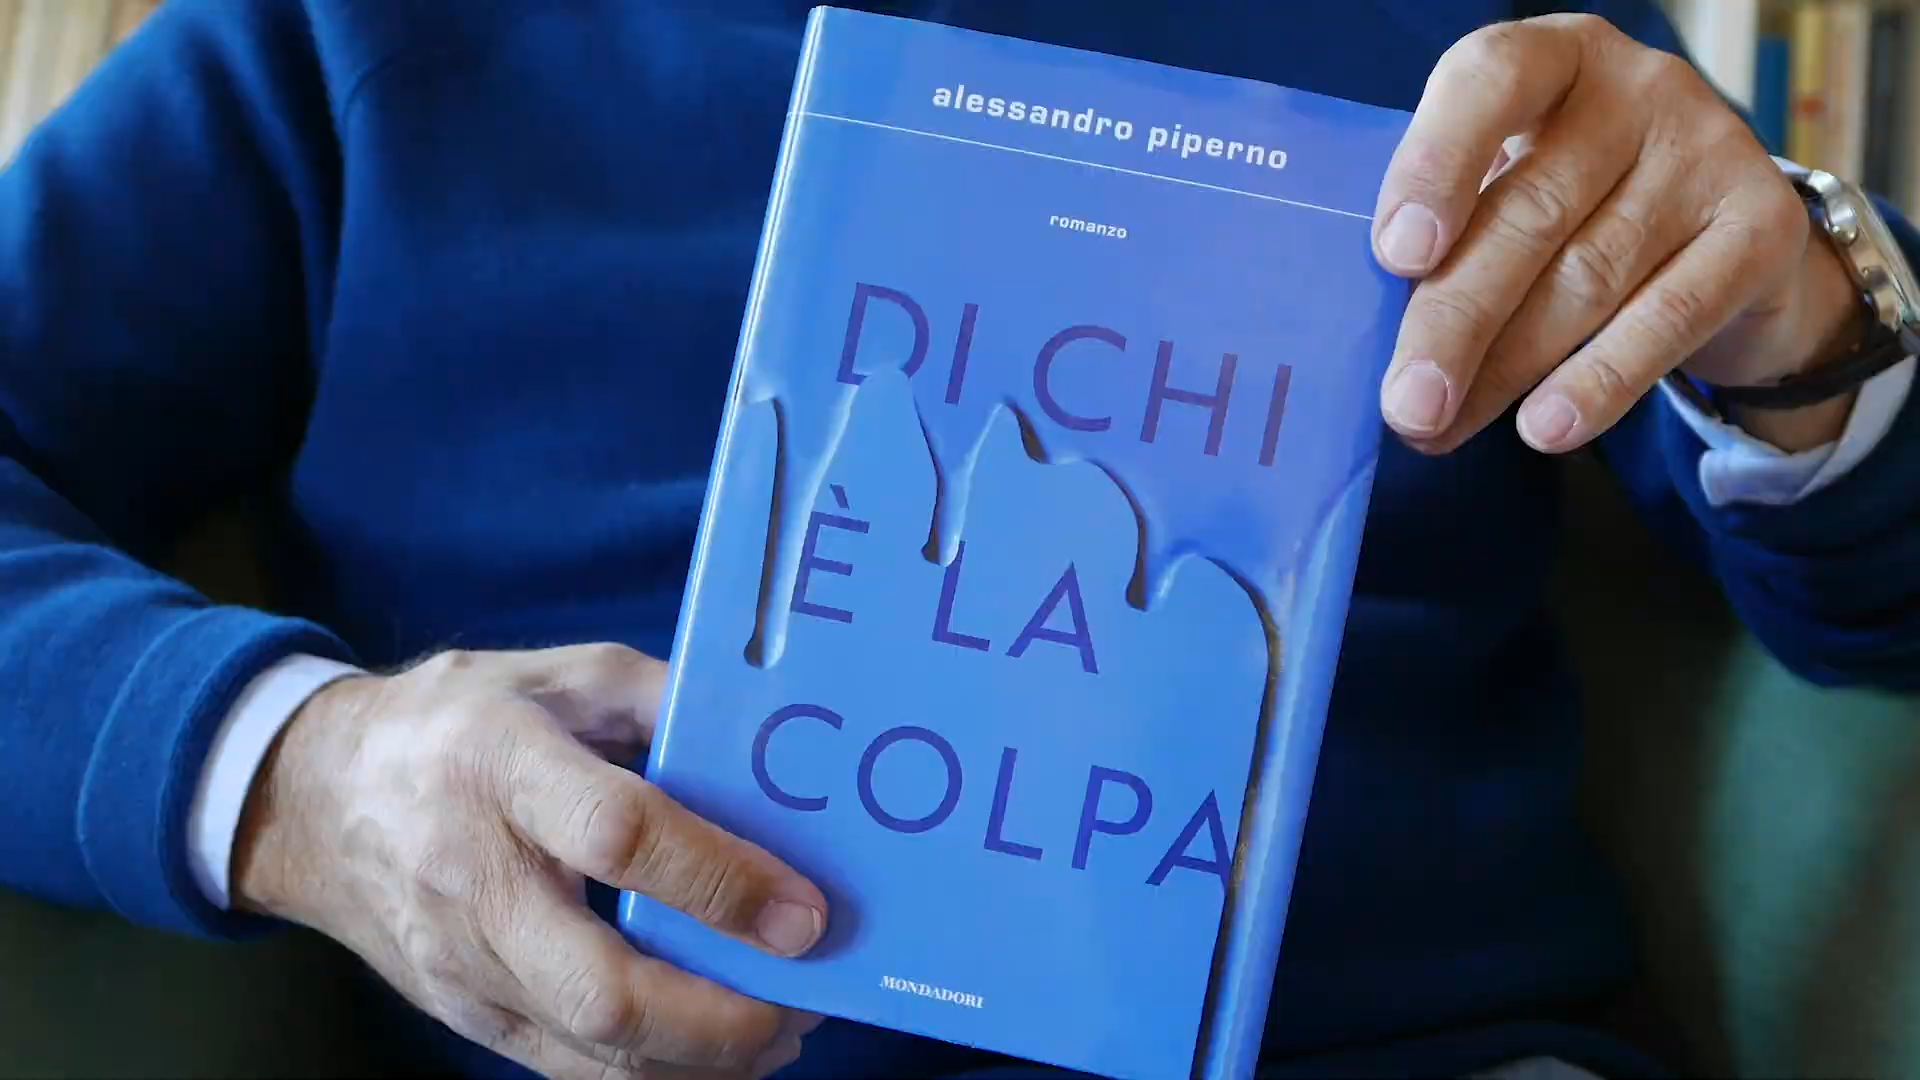 alessandro piperno
romanzo
DI CHI
È LA
COLPA
MONDADORI